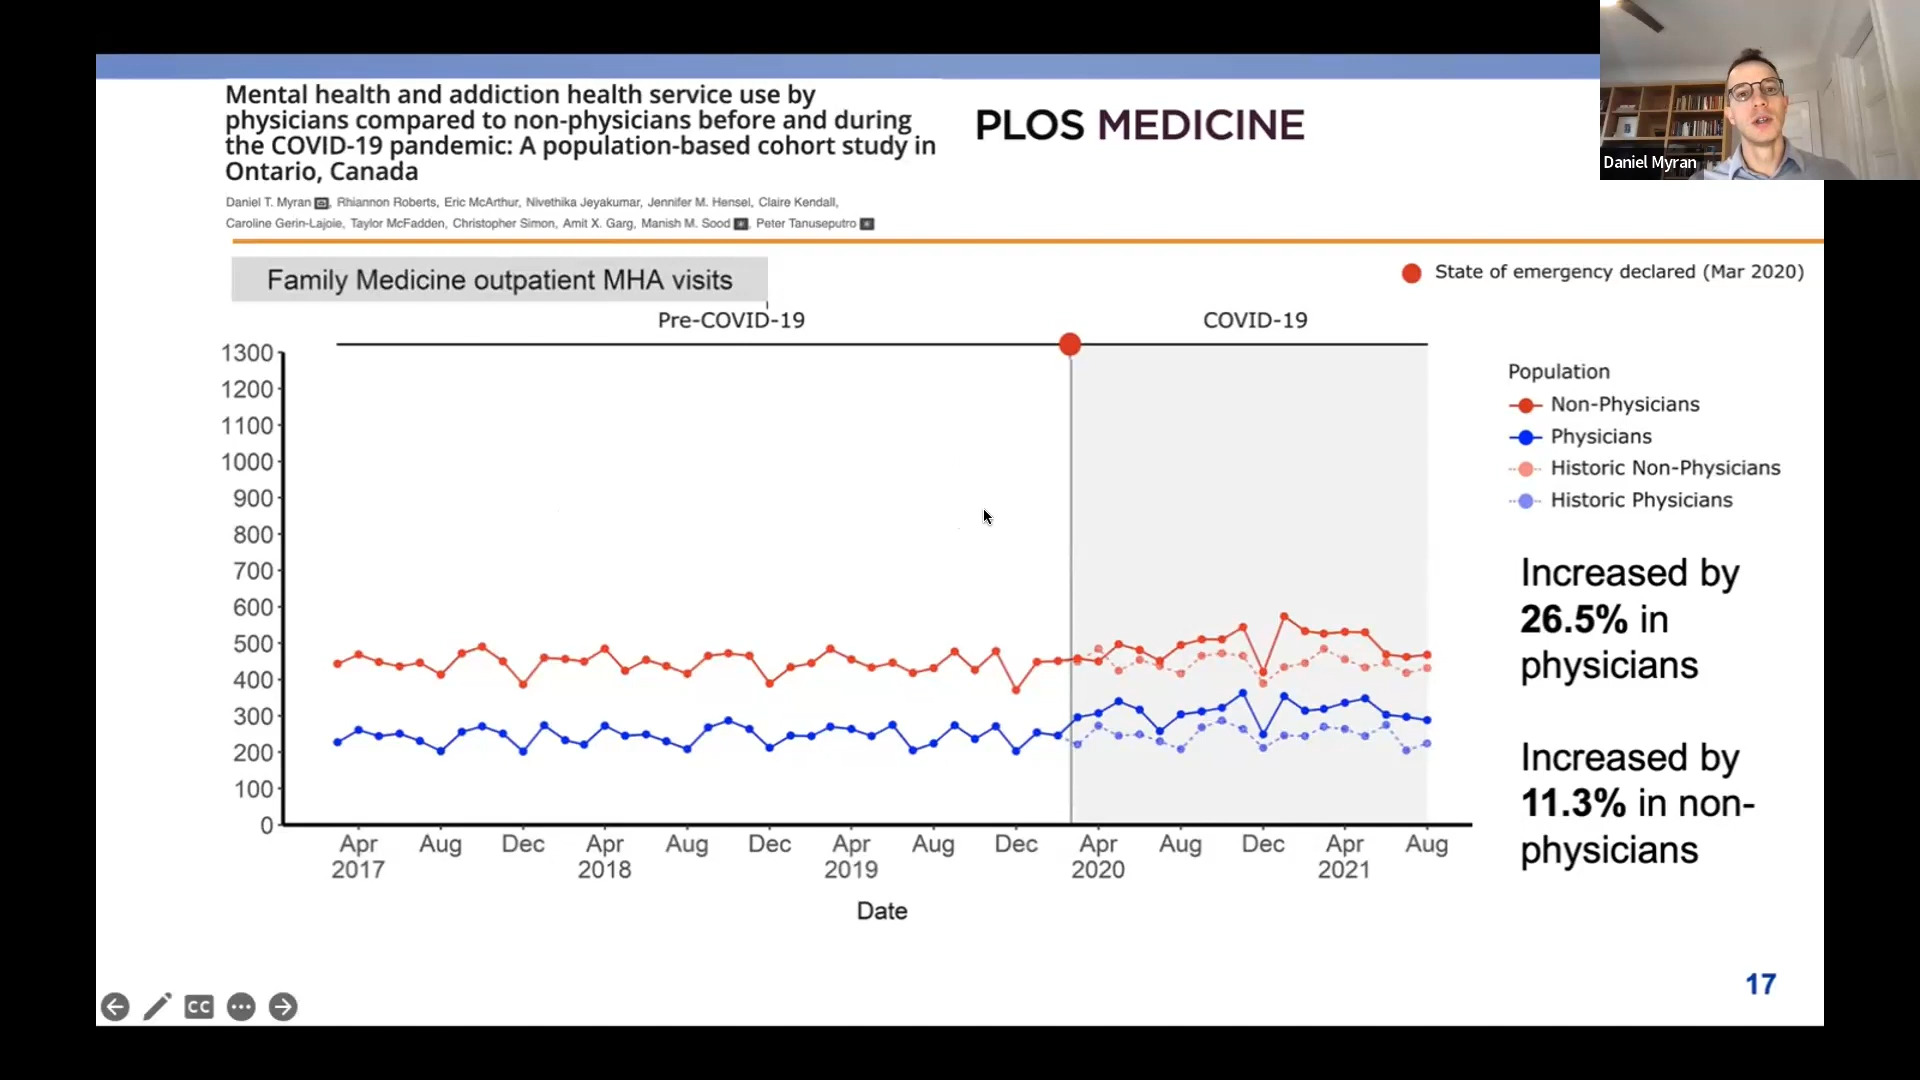 Mental health and addiction health service use by
physicians compared to non-physicians before and during
the COVID-19 pandemic: A population-based cohort study in
Ontario, Canada
PLOS MEDICINE
Daniel Myran
Daniel T. Myran, Rhiannon Roberts, Eric McArthur, Nivethika Jeyakumar, Jennifer M. Hensel, Claire Kendall,
Caroline Gerin-Lajoie, Taylor McFadden, Christopher Simon, Amit X. Garg, Manish M. Sood, Peter Tanuseputro
Family Medicine outpatient MHA visits
State of emergency declared (Mar 2020)
Pre-COVID-19
COVID-19
1300
1200
1100
1000
900
800
700
600
500
400
300
200
100
0
Population
Non-Physicians
Physicians
Historic Non-Physicians
Historic Physicians
Increased by
26.5% in
physicians
Increased by
11.3% in non-
physicians
Apr Aug Dec Apr Aug Dec Apr Aug Dec Apr Aug Dec Apr Aug
2017 2018 2019 2020 2021
Date
17
CC